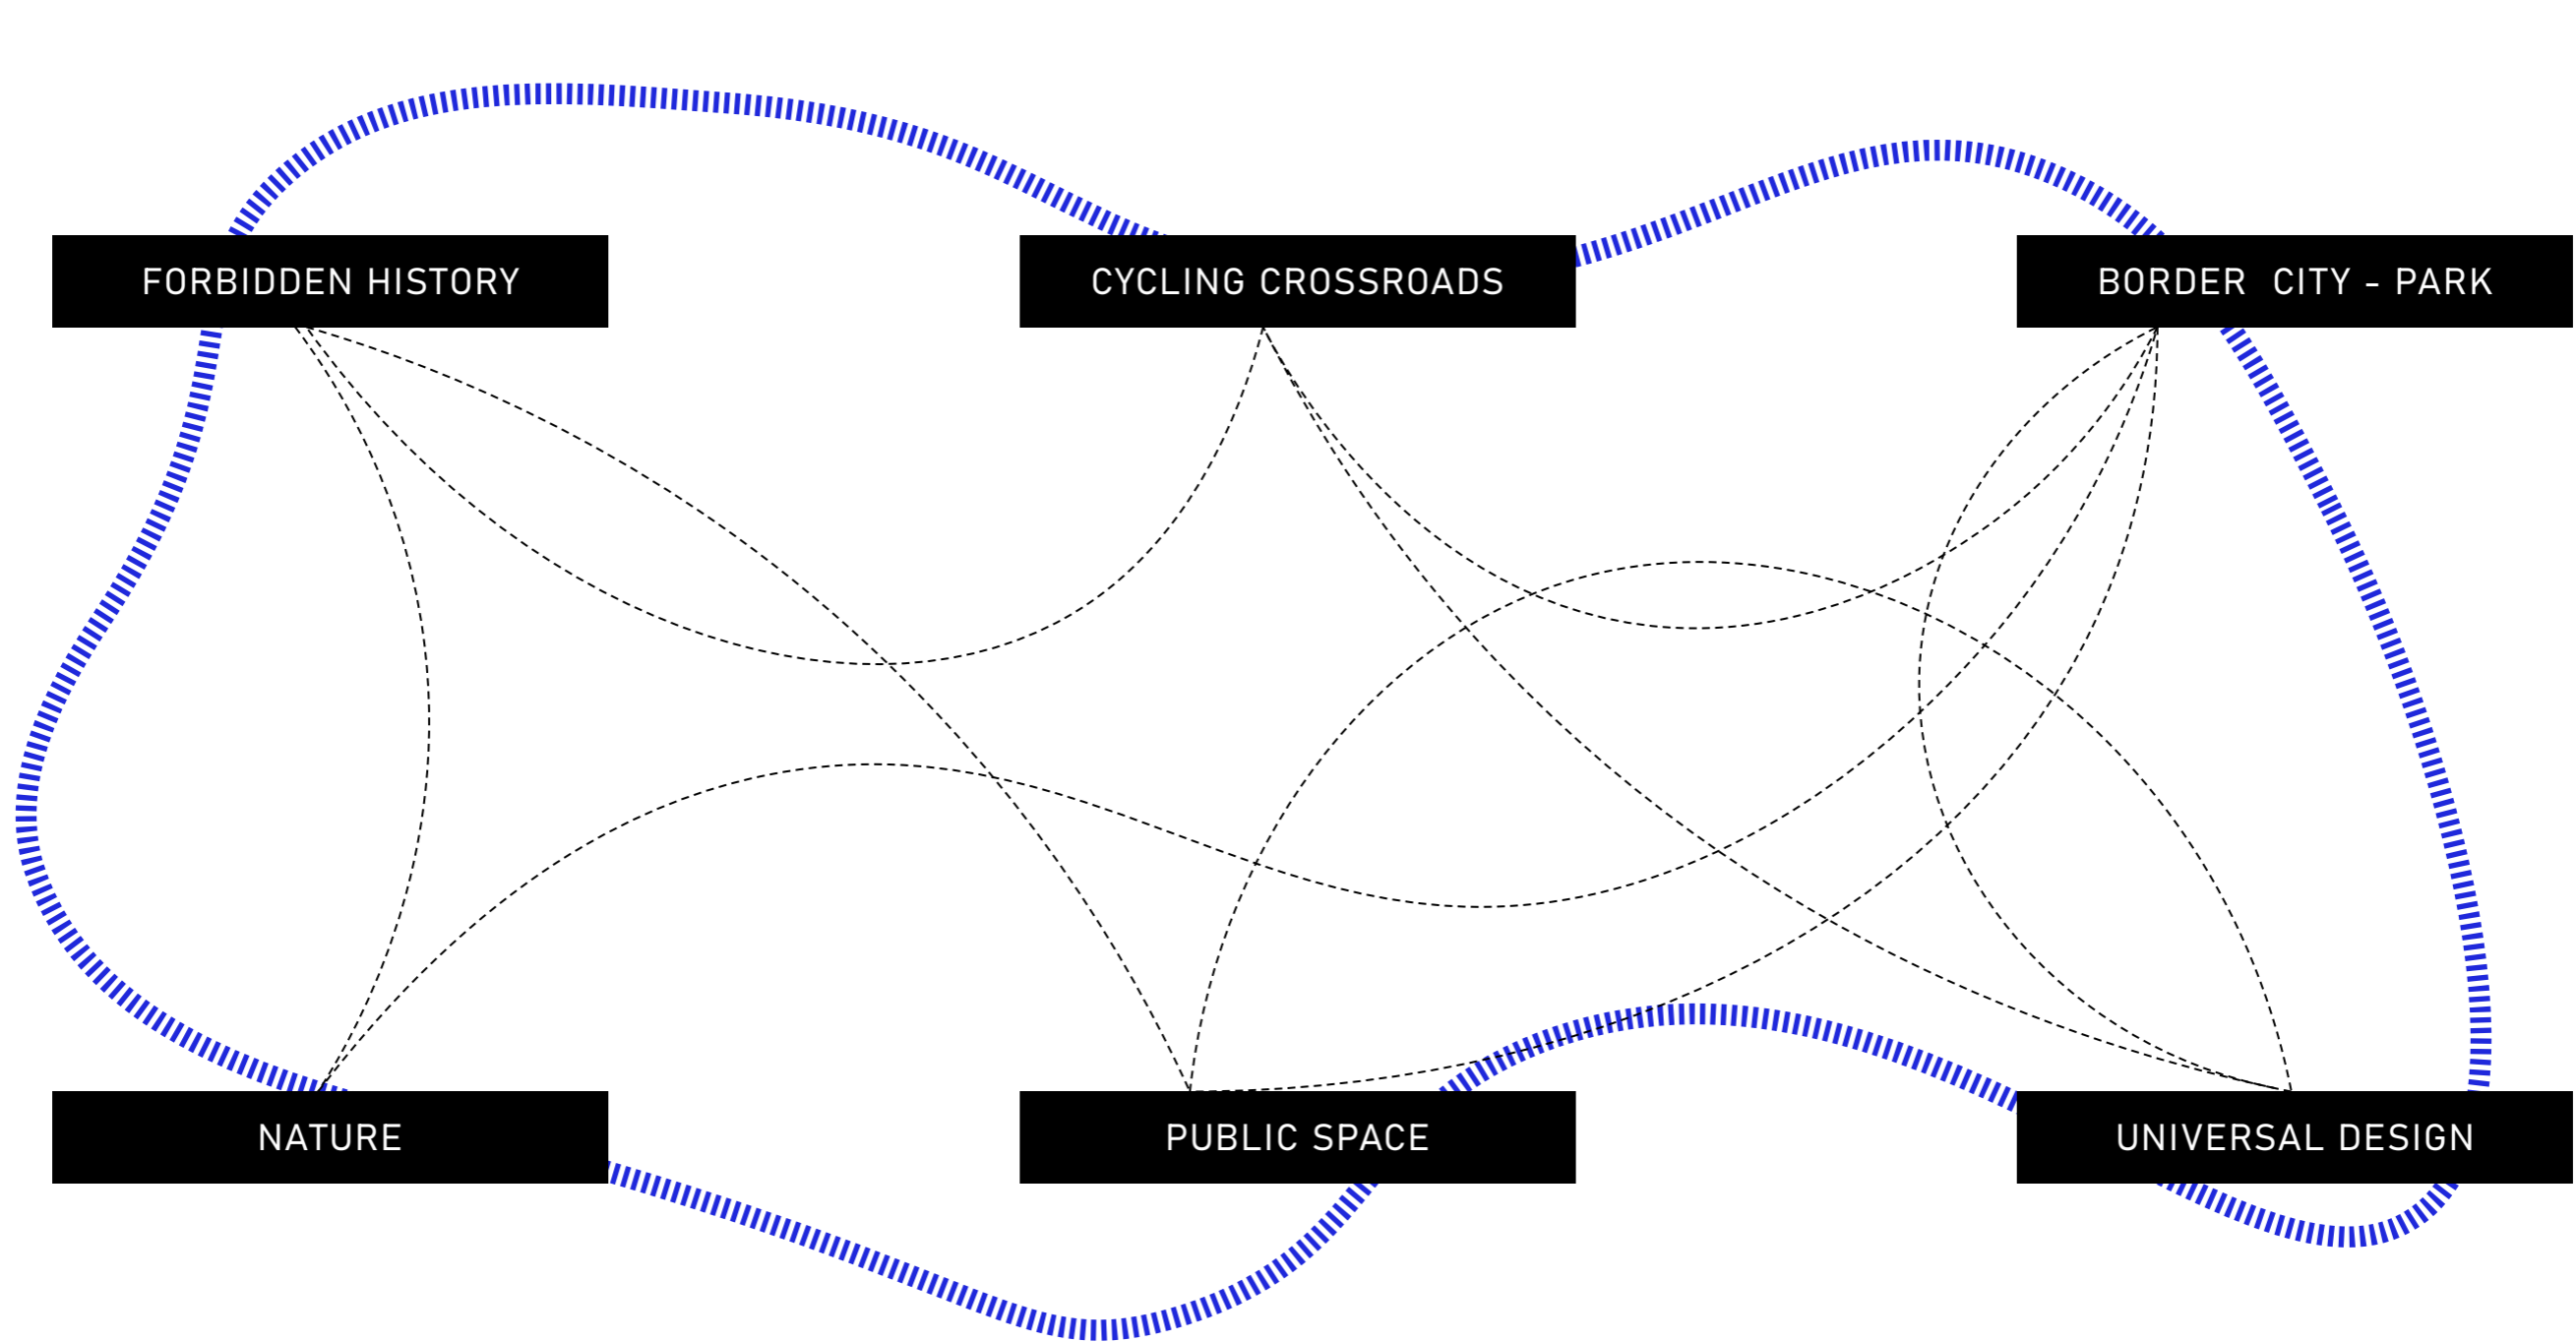 FORBIDDEN HISTORY
CYCLING CROSSROADS
BORDER  CITY - PARK
NATURE
PUBLIC SPACE
UNIVERSAL DESIGN